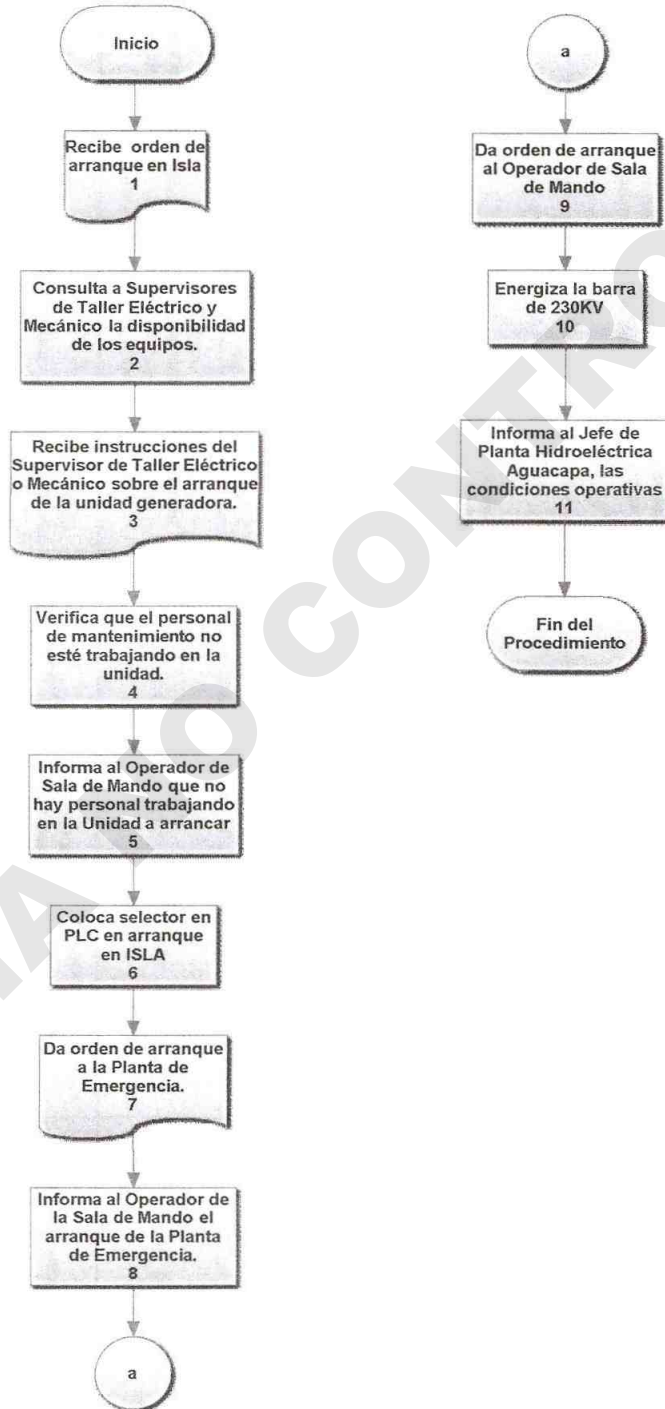 Inicio
Recibe orden de
arranque en Isla
1
Consulta a Supervisores
de Taller Eléctrico y
Mecánico la disponibilidad
de los equipos.
2
Recibe instrucciones del
Supervisor de Taller Eléctrico
o Mecánico sobre el arranque
de la unidad generadora.
3
Verifica que el personal
de mantenimiento no
esté trabajando en la
unidad.
4
Informa al Operador de
Sala de Mando que no
hay personal trabajando
en la Unidad a arrancar
5
Coloca selector en
PLC en arranque
en ISLA
6
Da orden de arranque
a la Planta de
Emergencia.
7
Informa al Operador de
la Sala de Mando el
arranque de la Planta
de Emergencia.
8
a
a
Da orden de arranque
al Operador de Sala
de Mando
9
Energiza la barra
de 230KV
10
Informa al Jefe de
Planta Hidroeléctrica
Aguacapa, las
condiciones operativas
11
Fin del
Procedimiento
NO CONTRO